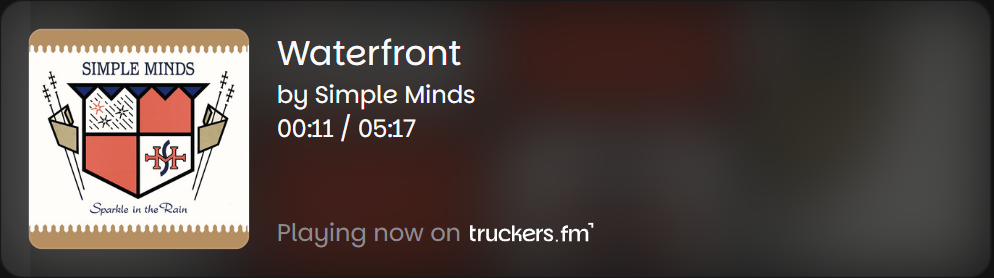 SIMPLE MINDS
Sparkle in the Rain
Waterfront
by Simple Minds
00:11 / 05:17
Playing now on truckers.fm